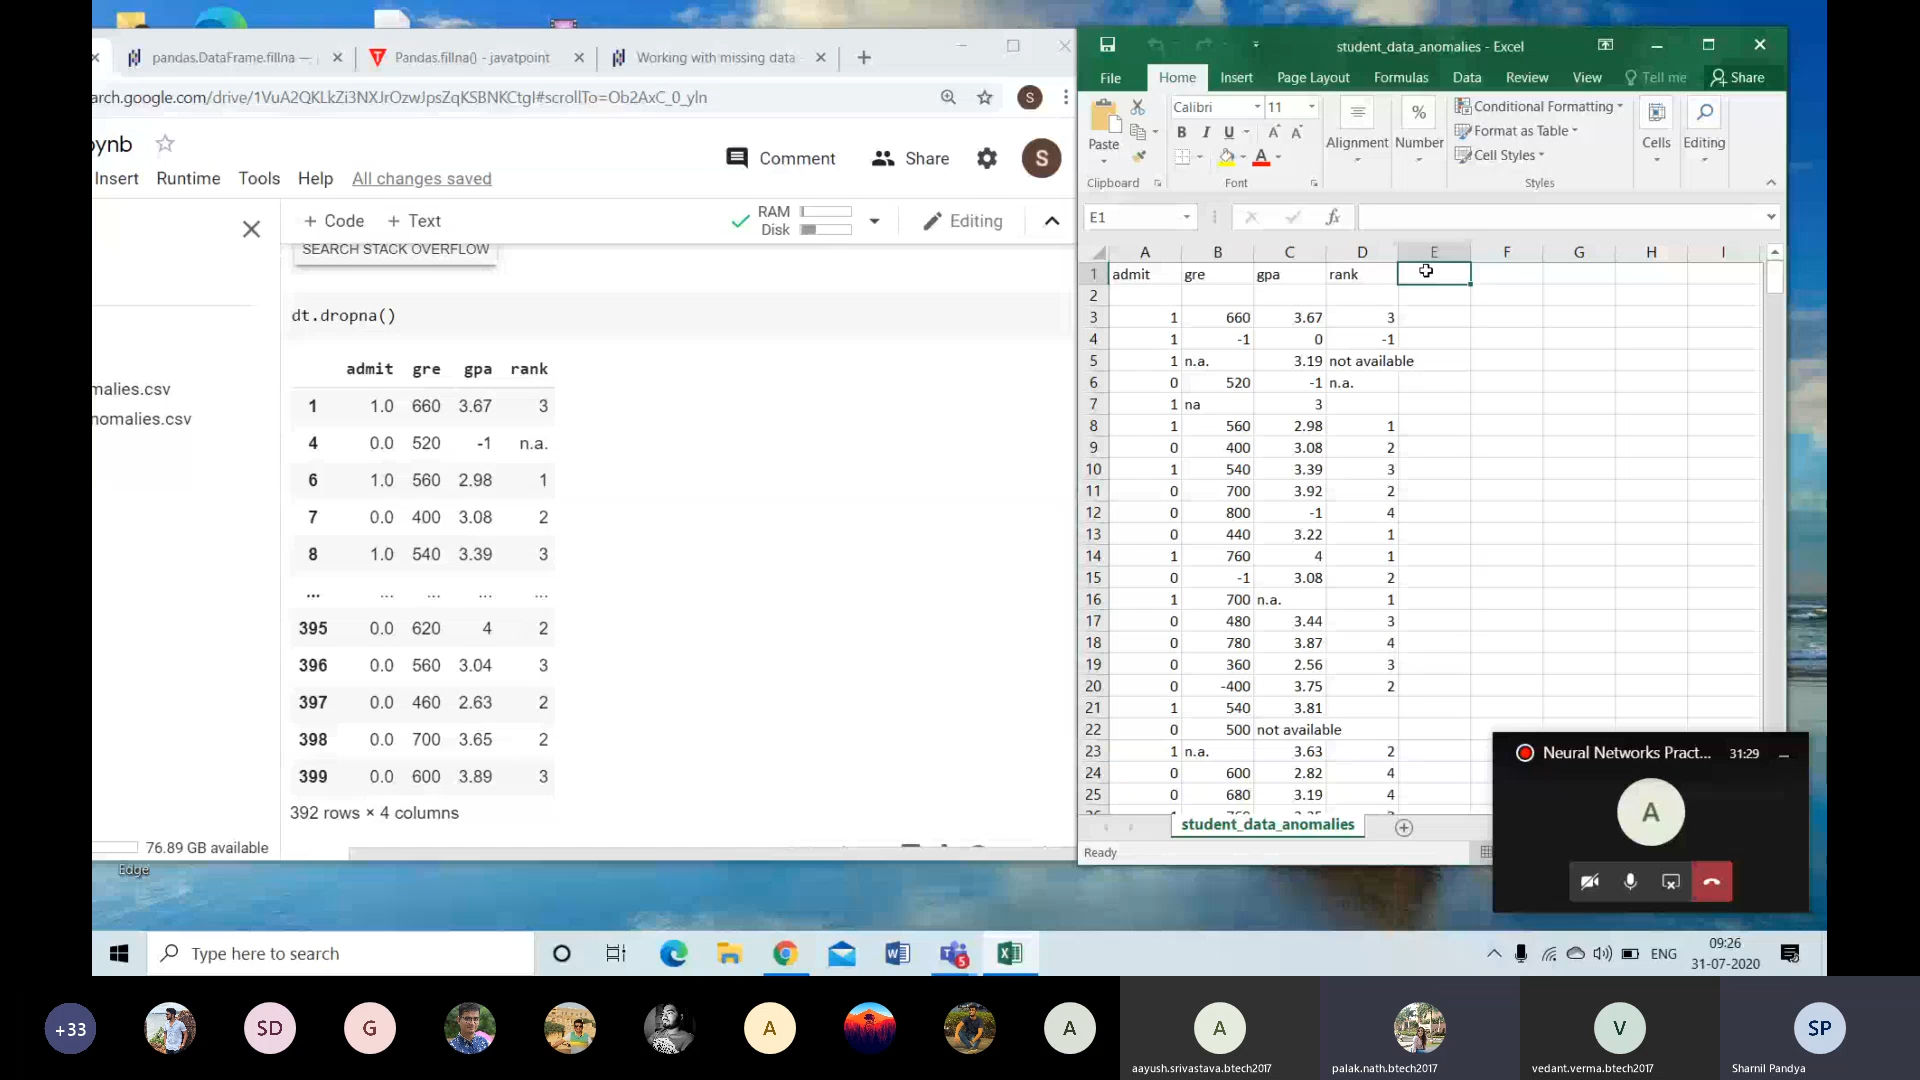 pandas.DataFrame.fillna —
Pandas.fillna() - javatpoint
Working with missing data
arch.google.com/drive/1VuA2QKLkZi3NXJrOzwJpsZqKSBNKCtgI#scrollTo=Ob2AxC_0_yln
S
Comment
Share
S
Insert Runtime Tools Help All changes saved
+ Code + Text
RAM
Disk
Editing
SEARCH STACK OVERFLOW
dt.dropna()
admit gre gpa rank
1 1.0 660 3.67 3
4 0.0 520 -1 n.a.
6 1.0 560 2.98 1
7 0.0 400 3.08 2
8 1.0 540 3.39 3
... ... ... ... ...
395 0.0 620 4 2
396 0.0 560 3.04 3
397 0.0 460 2.63 2
398 0.0 700 3.65 2
399 0.0 600 3.89 3
392 rows × 4 columns
malies.csv
nomalies.csv
76.89 GB available
Edge
student_data_anomalies - Excel
File Home Insert Page Layout Formulas Data Review View Tell me Share
Paste
Clipboard
Calibri 11
B I U A A
A
Font
Alignment
%
Number
Conditional Formatting
Format as Table
Cell Styles
Styles
Cells
Editing
E1
fx
A B C D E F G H I
1 admit gre gpa rank
2
3 1 660 3.67 3
4 1 -1 0 -1
5 1 n.a. 3.19 not available
6 0 520 -1 n.a.
7 1 na 3
8 1 560 2.98 1
9 0 400 3.08 2
10 1 540 3.39 3
11 0 700 3.92 2
12 0 800 -1 4
13 0 440 3.22 1
14 1 760 4 1
15 0 -1 3.08 2
16 1 700 n.a. 1
17 0 480 3.44 3
18 0 780 3.87 4
19 0 360 2.56 3
20 0 -400 3.75 2
21 1 540 3.81
22 0 500 not available
23 1 n.a. 3.63 2
24 0 600 2.82 4
25 0 680 3.19 4
student_data_anomalies
Ready
Neural Networks Pract... 31:29
A
Type here to search
5
ENG
09:26
31-07-2020
+33
SD
G
A
A
A
V
SP
aayush.srivastava.btech2017
palak.nath.btech2017
vedant.verma.btech2017
Sharnil Pandya